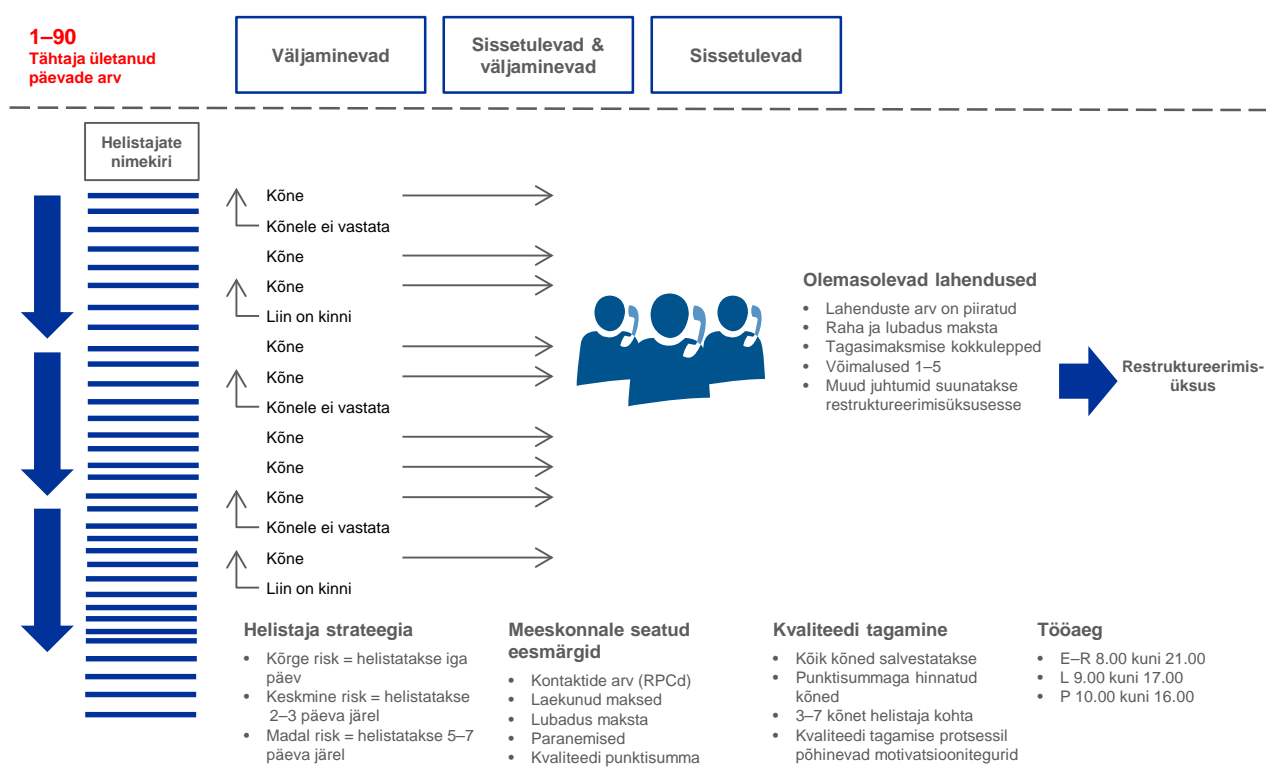 1–90
Tähtaja ületanud
päevade arv
Väljaminevad
Sissetulevad &
väljaminevad
Sissetulevad
Helistajate
nimekiri
Kõne
Kõnele ei vastata
Kõne
Kõne
Liin on kinni
Kõne
Kõne
Kõnele ei vastata
Kõne
Kõne
Kõne
Kõnele ei vastata
Kõne
Liin on kinni
Olemasolevad lahendused
• Lahenduste arv on piiratud
• Raha ja lubadus maksta
• Tagasimaksmise kokkulepped
• Võimalused 1–5
• Muud juhtumid suunatakse
restruktureerimisüksusesse
Restruktureerimis-
üksus
Helistaja strateegia
• Kõrge risk = helistatakse iga
päev
• Keskmine risk = helistatakse
2–3 päeva järel
• Madal risk = helistatakse 5–7
päeva järel
Meeskonnale seatud
eesmärgid
• Kontaktide arv (RPCd)
• Laekunud maksed
• Lubadus maksta
• Paranemised
• Kvaliteedi punktisumma
Kvaliteedi tagamine
• Kõik kõned salvestatakse
• Punktisummaga hinnatud
kõned
• 3–7 kõnet helistaja kohta
• Kvaliteedi tagamise protsessil
põhinevad motivatsioonitegurid
Tööaeg
• E–R 8.00 kuni 21.00
• L 9.00 kuni 17.00
• P 10.00 kuni 16.00